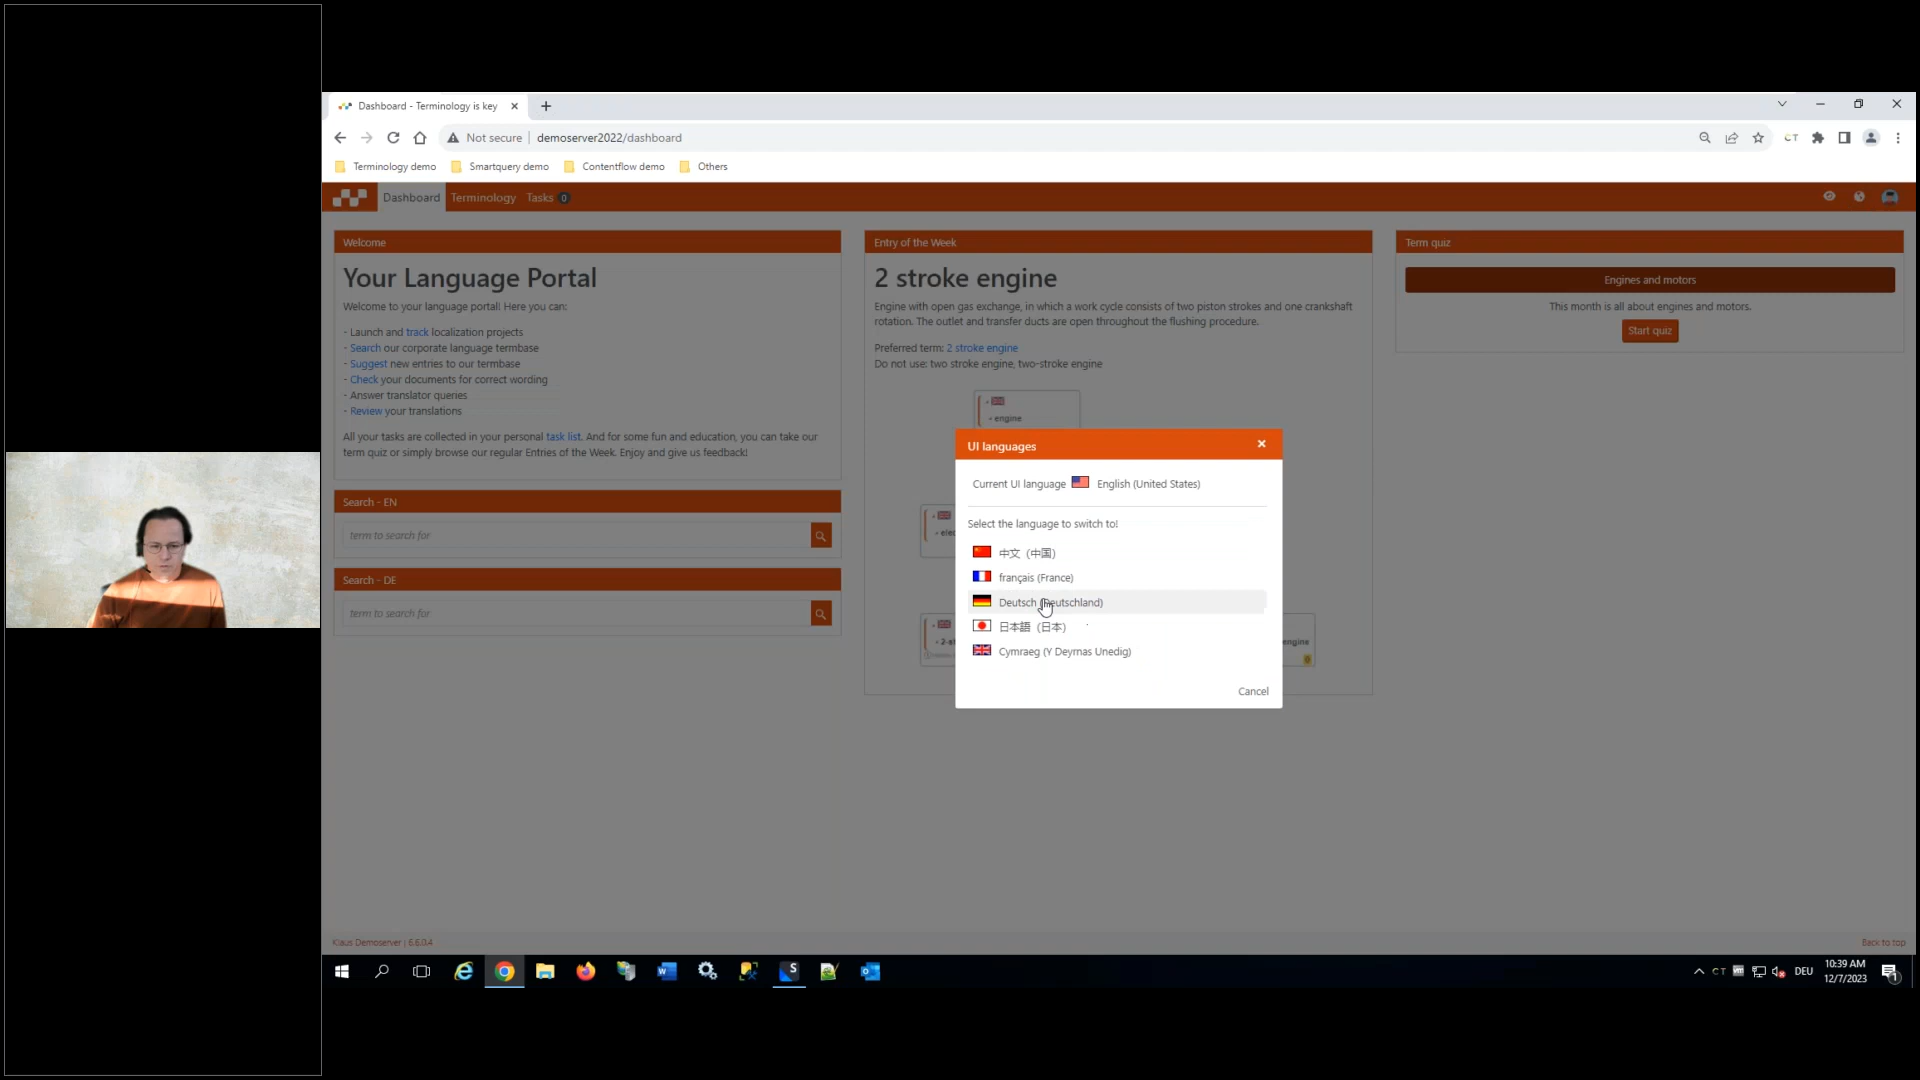 Dashboard - Terminology is key
Not secure | demoserver2022/dashboard
CT
Terminology demo
Smartquery demo
Contentflow demo
Others
Dashboard
Terminology
Tasks 0
Welcome
Your Language Portal
Welcome to your language portal! Here you can:
- Launch and track localization projects
- Search our corporate language termbase
- Suggest new entries to our termbase
- Check your documents for correct wording
- Answer translator queries
- Review your translations
All your tasks are collected in your personal task list. And for some fun and education, you can take our
term quiz or simply browse our regular Entries of the Week. Enjoy and give us feedback!
Search - EN
term to search for
Search - DE
term to search for
Entry of the Week
2 stroke engine
Engine with open gas exchange, in which a work cycle consists of two piston strokes and one crankshaft
rotation. The outlet and transfer ducts are open throughout the flushing procedure.
Preferred term: 2 stroke engine
Do not use: two stroke engine, two-stroke engine
engine
engine
Term quiz
Engines and motors
This month is all about engines and motors.
Start quiz
UI languages
Current UI language English (United States)
Select the language to switch to!
中文（中国）
français (France)
Deutsch (Deutschland)
日本語（日本）
Cymraeg (Y Deyrnas Unedig)
Cancel
Klaus Demoserver | 6.6.0.4
Back to top
CT
DEU
10:39 AM
12/7/2023
1